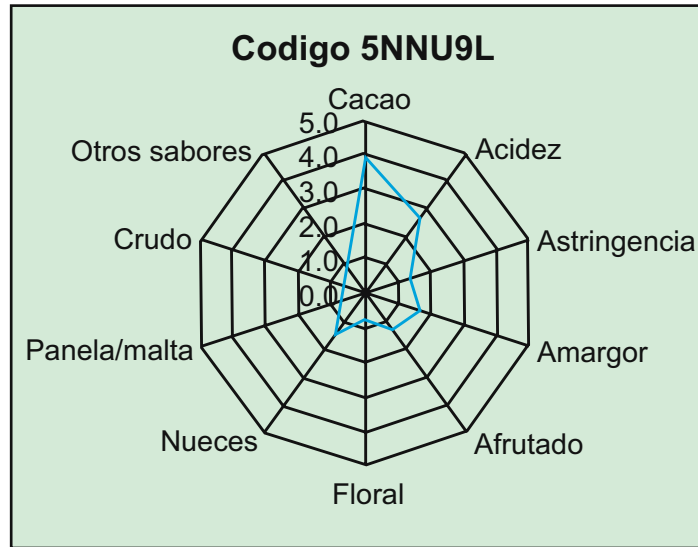 Codigo 5NNU9L
Cacao
5.0
Otros sabores
4.0
Acidez
3.0
Crudo
2.0
Astringencia
1.0
0.0
Panela/malta
Amargor
Nueces
Afrutado
Floral